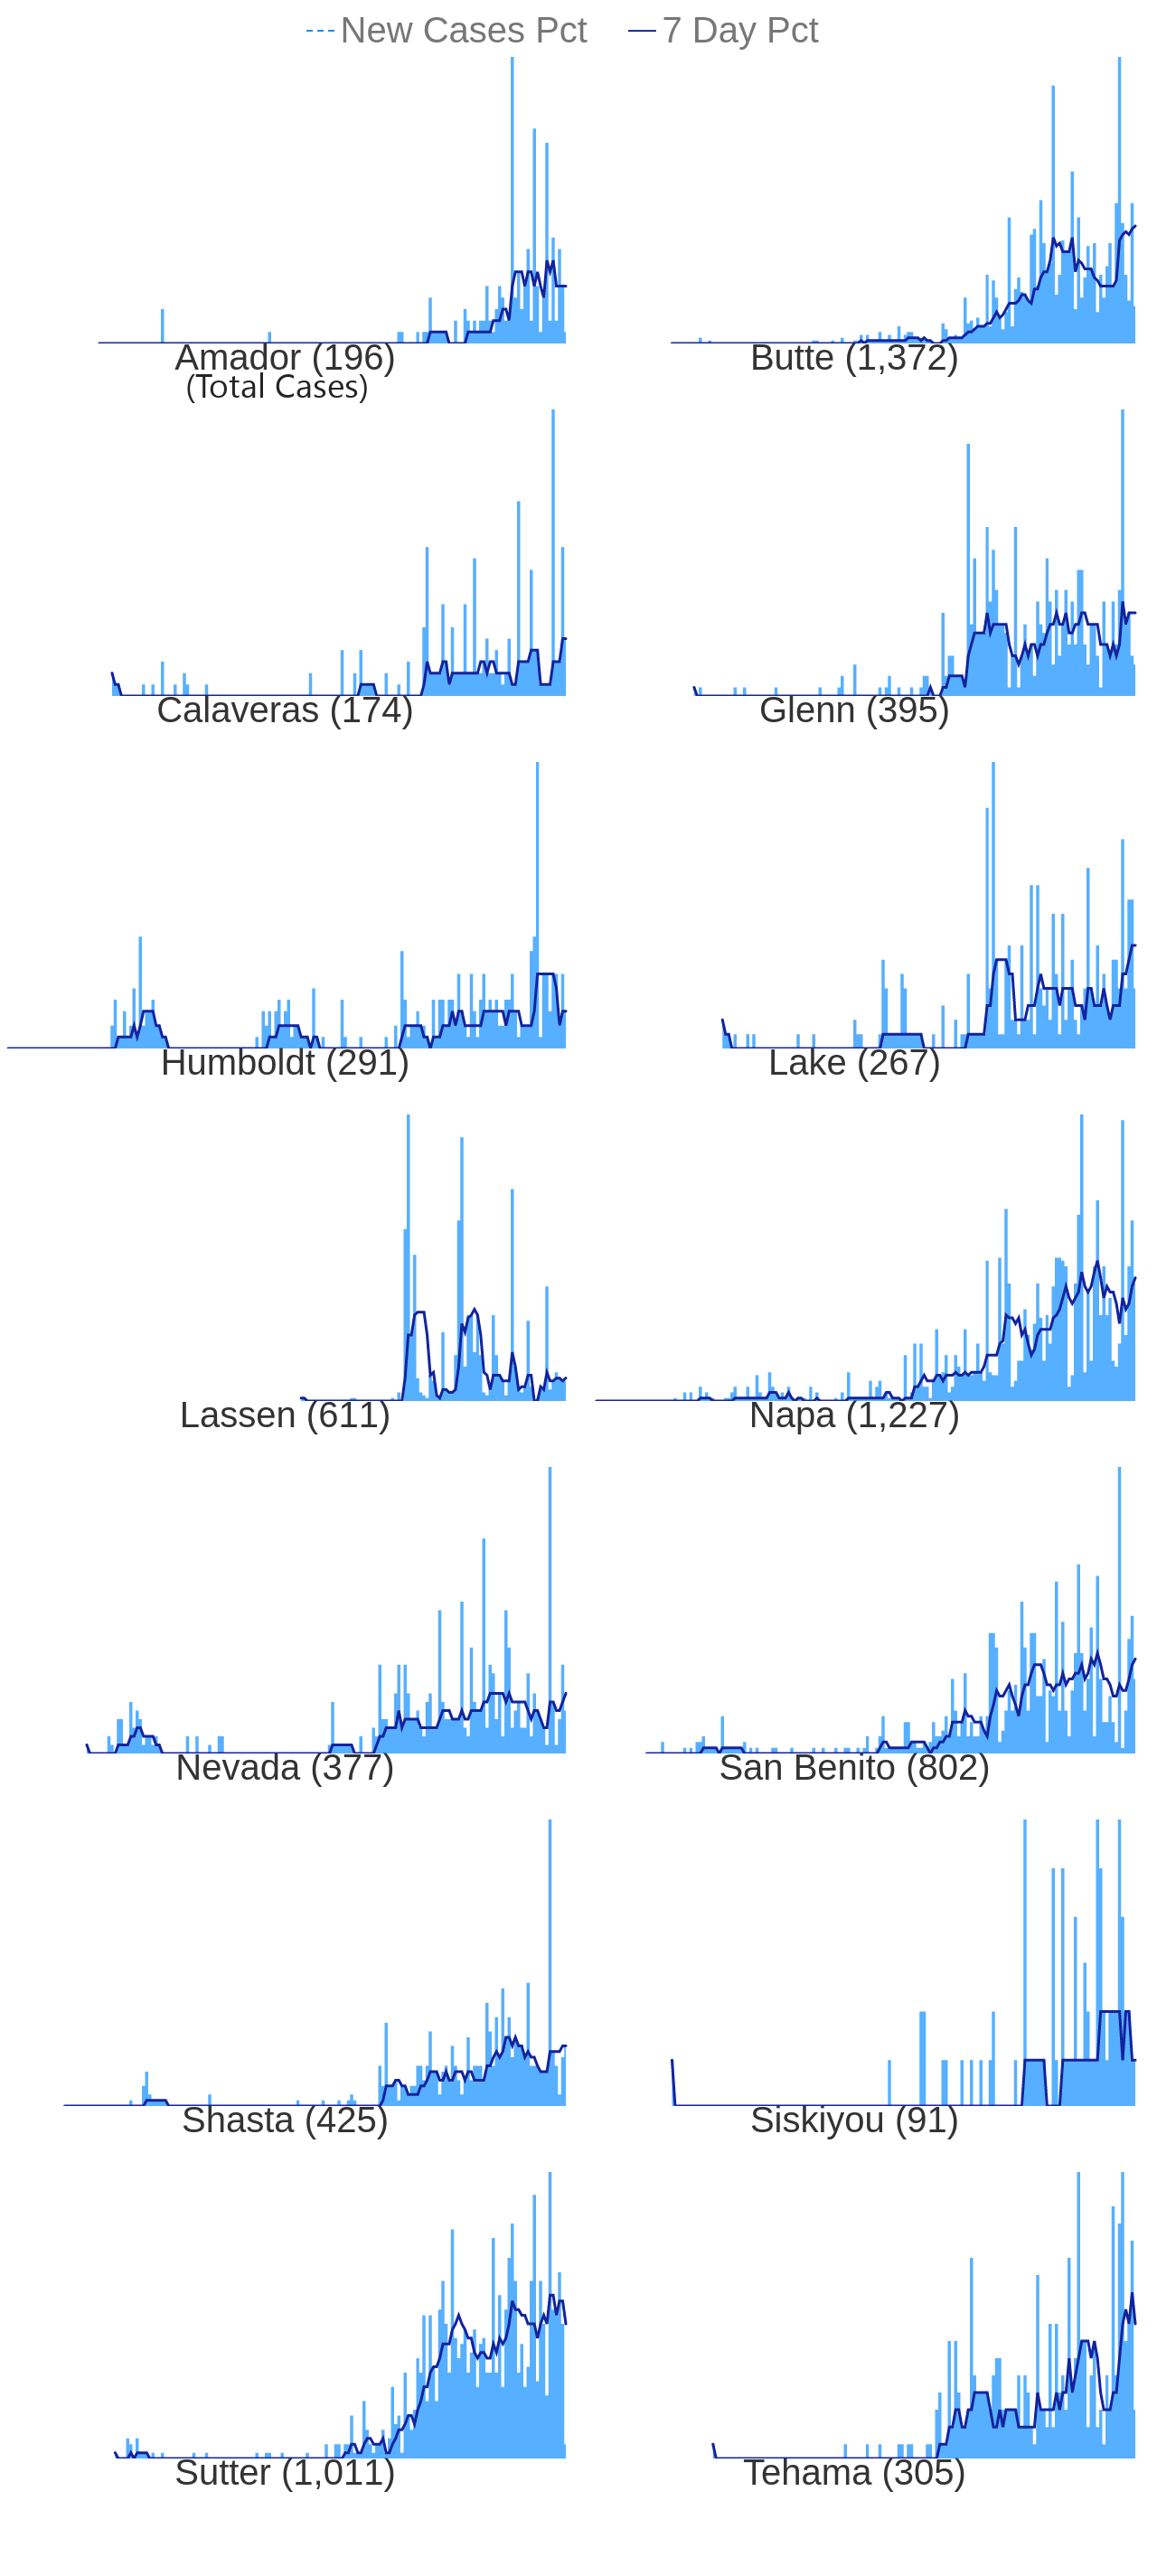 New Cases Pct 7 Day Pct
Amador (196) Butte (1,372)
(Total Cases)
Calaveras (174) Glenn (395)
Humboldt (291) Lake (267)
Lassen (611) Napa (1,227)
Nevada (377) San Benito (802)
Shasta (425) Siskiyou (91)
Sutter (1,011) Tehama (305)